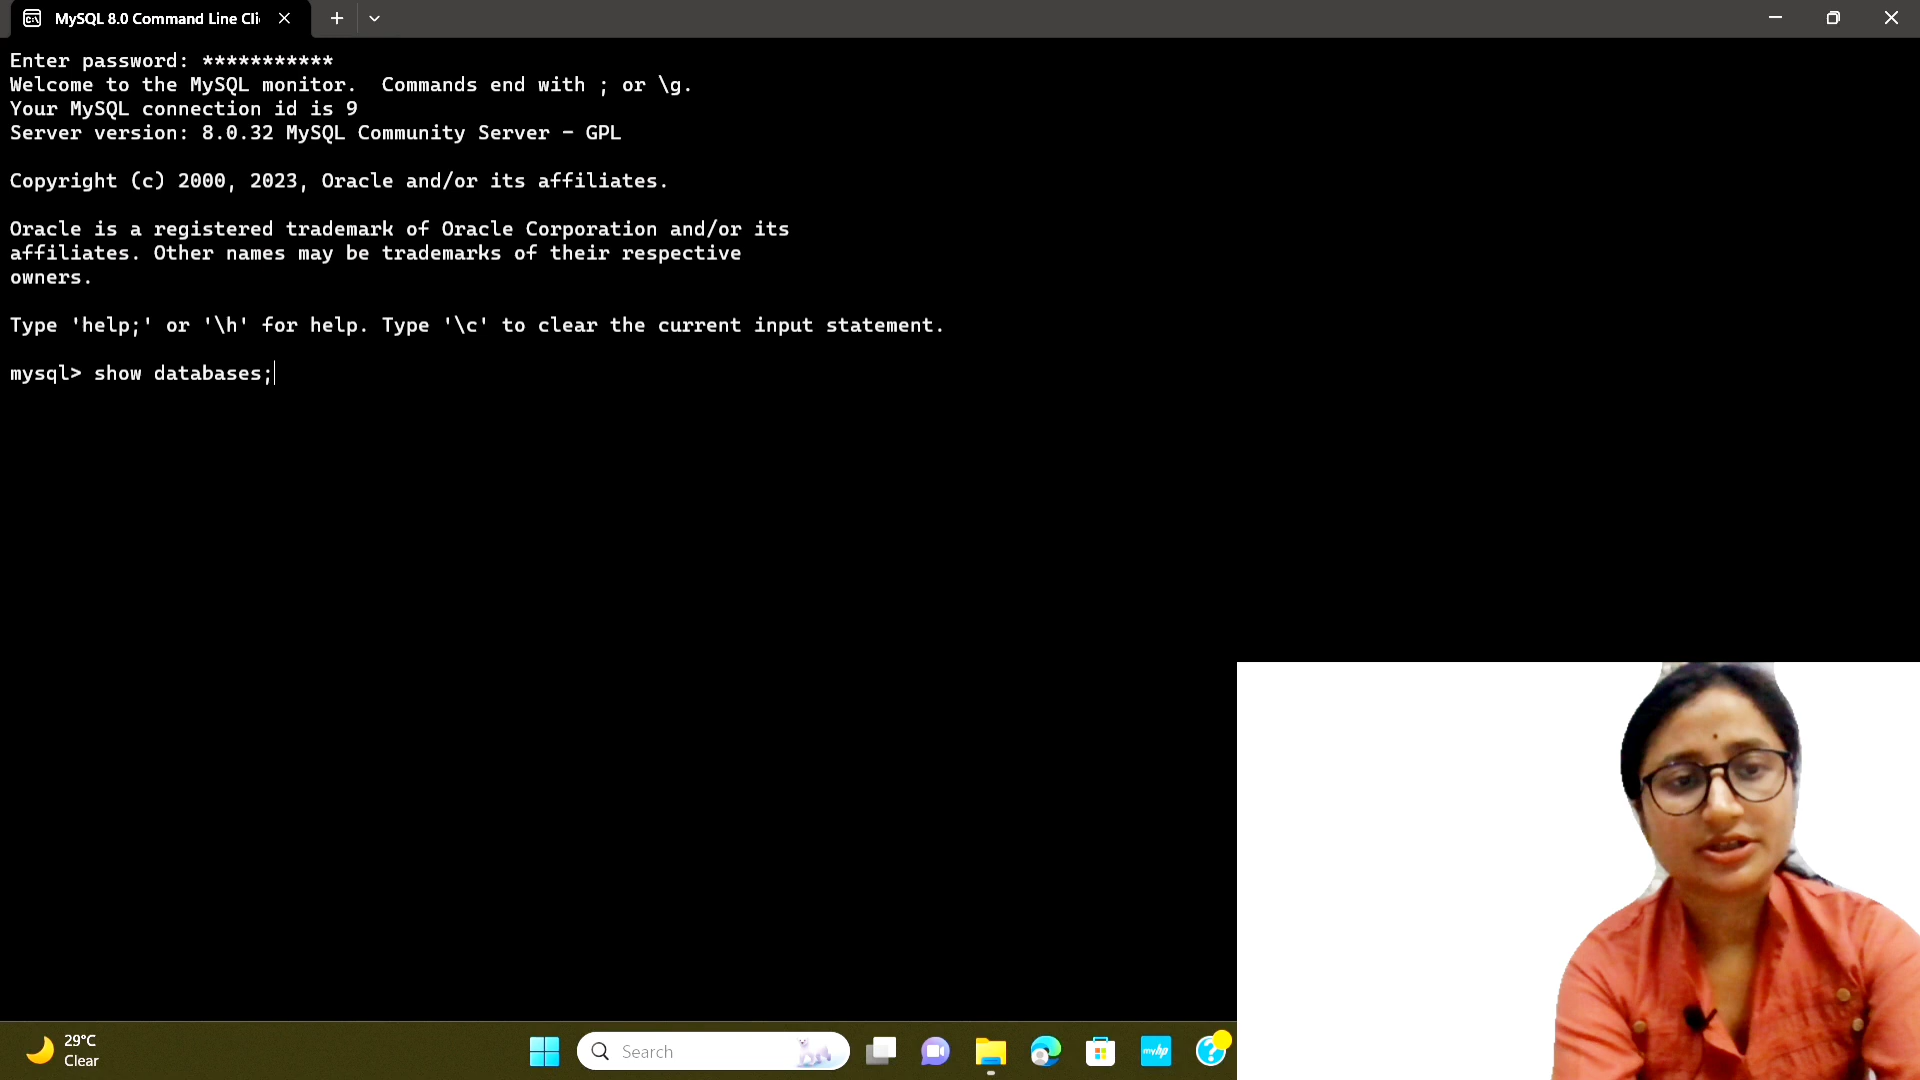 MySQL 8.0 Command Line Cli
Enter password: ***********
Welcome to the MySQL monitor.  Commands end with ; or \g.
Your MySQL connection id is 9
Server version: 8.0.32 MySQL Community Server - GPL
Copyright (c) 2000, 2023, Oracle and/or its affiliates.
Oracle is a registered trademark of Oracle Corporation and/or its
affiliates. Other names may be trademarks of their respective
owners.
Type 'help;' or '\h' for help. Type '\c' to clear the current input statement.
mysql> show databases;
29°C
Clear
Search
myhp